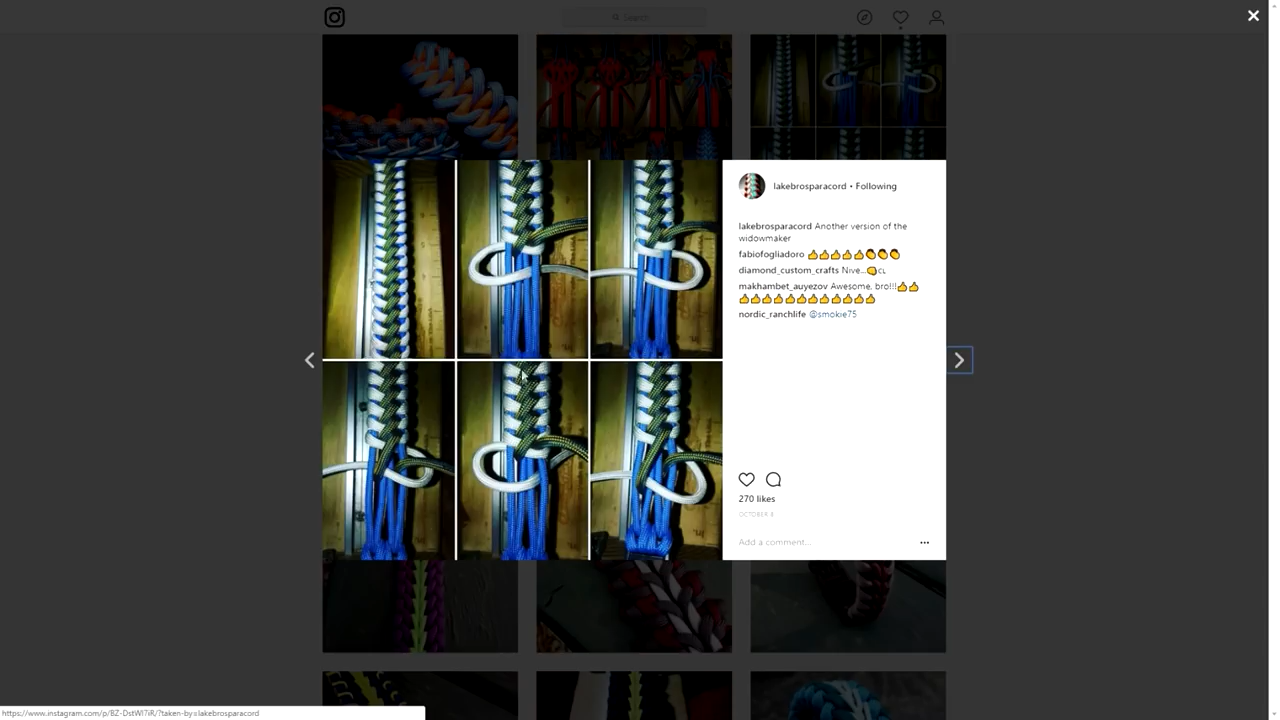 Search
lakebrosparacord • Following
lakebrosparacord Another version of the
widowmaker
fabiofogliadoro 👍👍👍👍👍👏👏👏
diamond_custom_crafts Nive...
makhambet_auyezov Awesome, bro!!!👍👍
👍👍👍👍👍👍👍👍👍👍👍👍
nordic_ranchlife @smokie75
270 likes
OCTOBER 8
Add a comment...
https://www.instagram.com/p/BZ-DstWl7iR/?taken-by=lakebrosparacord